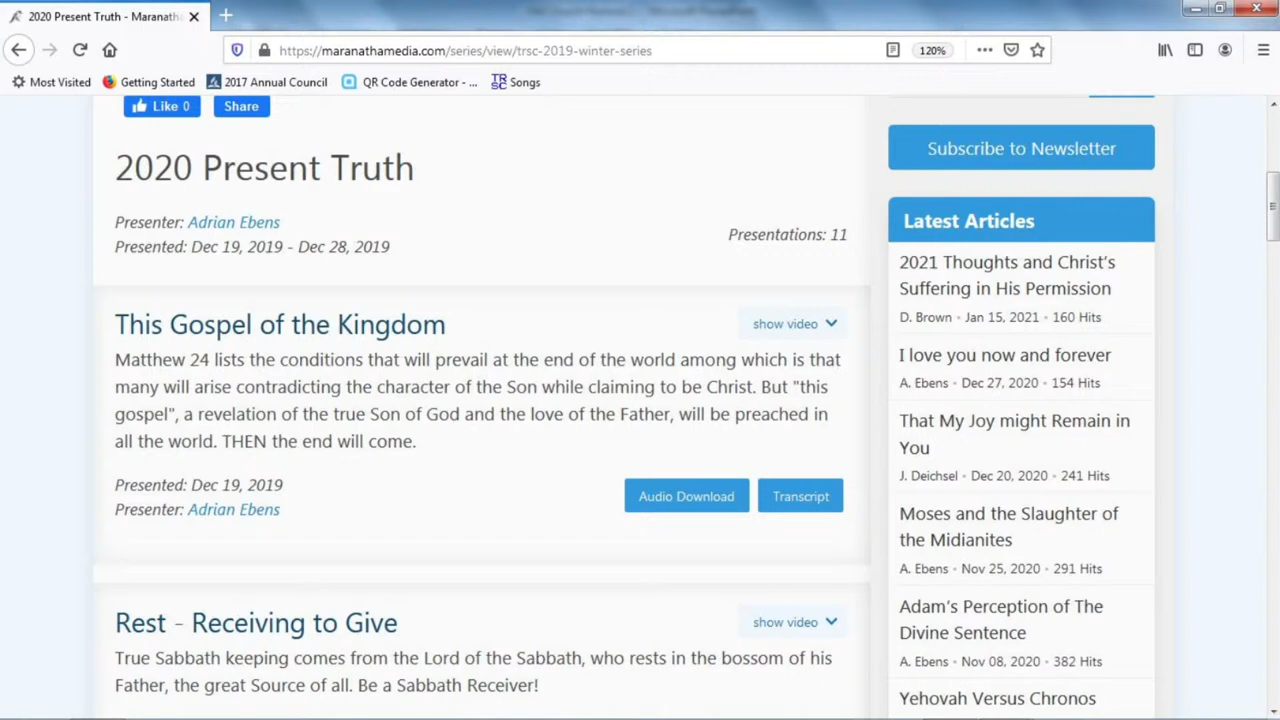 2020 Present Truth - Maranatha
https://maranathamedia.com/series/view/trsc-2019-winter-series
120%
Most Visited
Getting Started
2017 Annual Council
QR Code Generator - ...
TRSC Songs
Like 0
Share
2020 Present Truth
Presenter: Adrian Ebens
Presented: Dec 19, 2019 - Dec 28, 2019
Presentations: 11
This Gospel of the Kingdom
show video
Matthew 24 lists the conditions that will prevail at the end of the world among which is that
many will arise contradicting the character of the Son while claiming to be Christ. But "this
gospel", a revelation of the true Son of God and the love of the Father, will be preached in
all the world. THEN the end will come.
Presented: Dec 19, 2019
Presenter: Adrian Ebens
Audio Download
Transcript
Rest - Receiving to Give
show video
True Sabbath keeping comes from the Lord of the Sabbath, who rests in the bossom of his
Father, the great Source of all. Be a Sabbath Receiver!
Subscribe to Newsletter
Latest Articles
2021 Thoughts and Christ's
Suffering in His Permission
D. Brown • Jan 15, 2021 • 160 Hits
I love you now and forever
A. Ebens • Dec 27, 2020 • 154 Hits
That My Joy might Remain in
You
J. Deichsel • Dec 20, 2020 • 241 Hits
Moses and the Slaughter of
the Midianites
A. Ebens • Nov 25, 2020 • 291 Hits
Adam's Perception of The
Divine Sentence
A. Ebens • Nov 08, 2020 • 382 Hits
Yehovah Versus Chronos